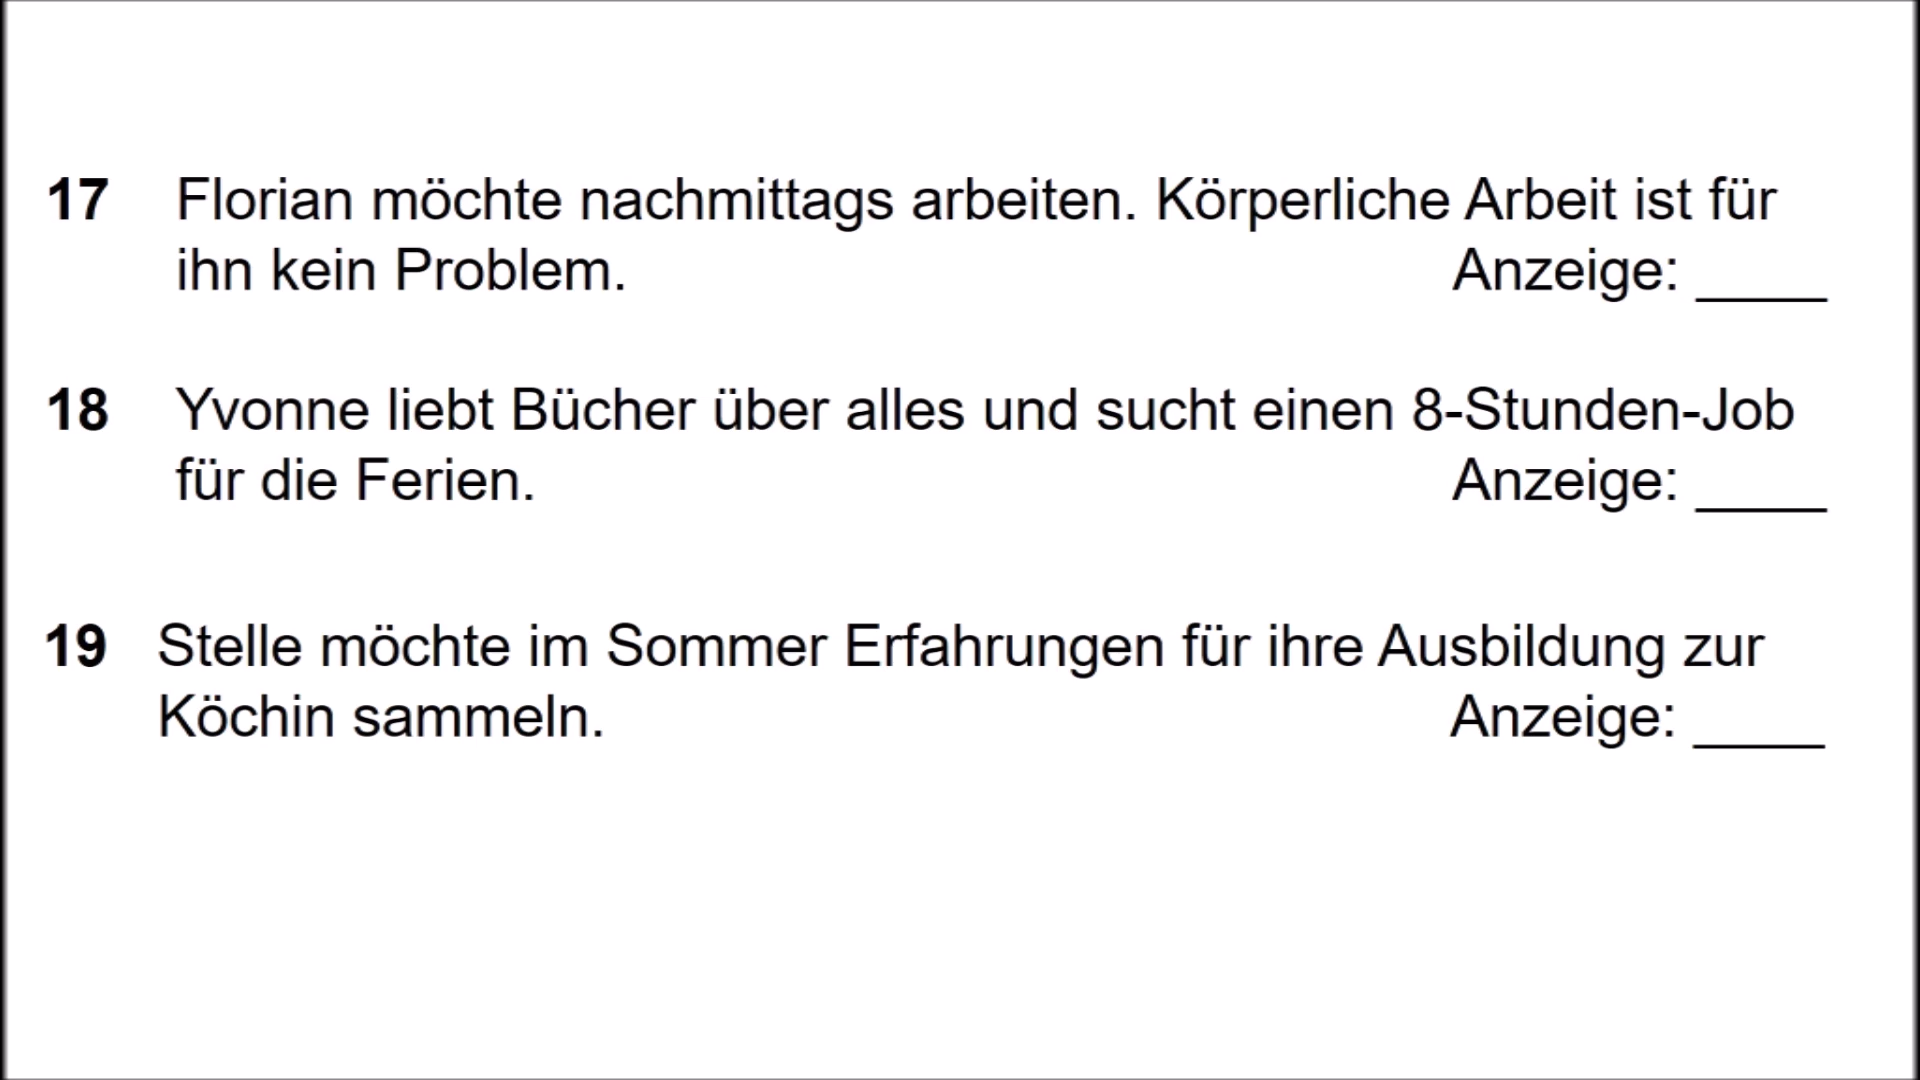 17 Florian möchte nachmittags arbeiten. Körperliche Arbeit ist für
ihn kein Problem. Anzeige: ____
18 Yvonne liebt Bücher über alles und sucht einen 8-Stunden-Job
für die Ferien. Anzeige: ____
19 Stelle möchte im Sommer Erfahrungen für ihre Ausbildung zur
Köchin sammeln. Anzeige: ____